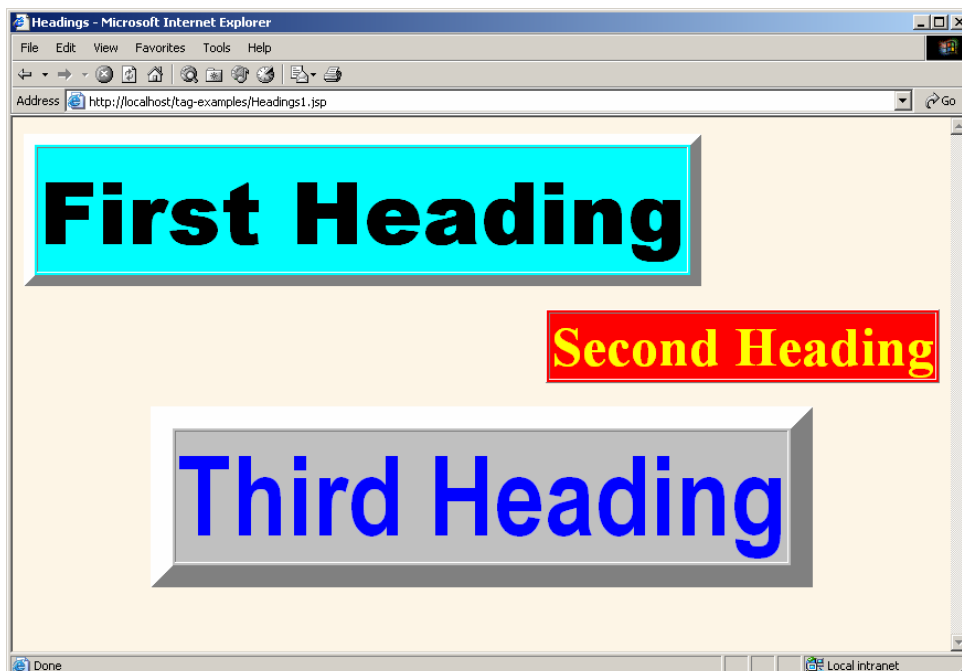 Headings - Microsoft Internet Explorer
File Edit View Favorites Tools Help
Address http://localhost/tag-examples/Headings1.jsp Go
First Heading
Second Heading
Third Heading
Done Local intranet